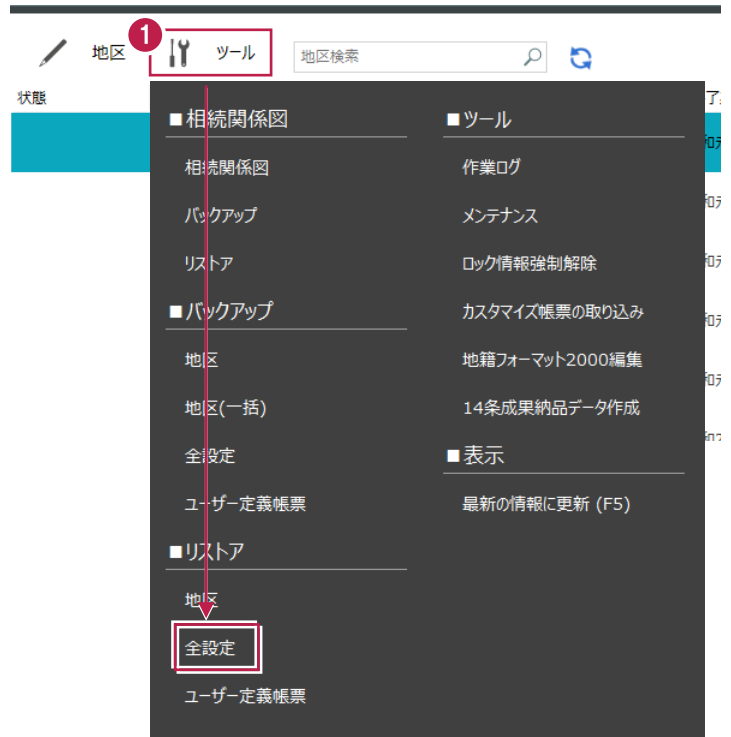 地区
1
ツール
地区検索
状態
■相続関係図
相続関係図
バックアップ
リストア
■バックアップ
地区
地区(一括)
全設定
ユーザー定義帳票
■リストア
地区
全設定
ユーザー定義帳票
■ツール
作業ログ
メンテナンス
ロック情報強制解除
カスタマイズ帳票の取り込み
地籍フォーマット2000編集
14条成果納品データ作成
■表示
最新の情報に更新 (F5)
了